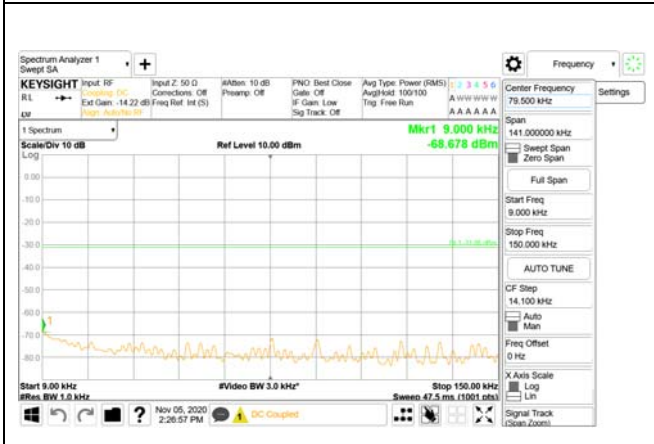 Spectrum Analyzer 1
Swept SA
+
Frequency
KEYSIGHT
RL
Input: RF
Coupling: DC
Ext Gain: -14.22 dB
Align: Auto/No RF
Input Z: 50 Ω
Corrections: Off
Freq Ref: Int (S)
#Atten: 10 dB
Preamp: Off
PNO: Best Close
Gate: Off
IF Gain: Low
Sig Track: Off
Avg Type: Power (RMS)
Avg|Hold: 100/100
Trig: Free Run
1 2 3 4 5 6
A W W W W W
A A A A A A
1 Spectrum
Scale/Div 10 dB
Log
Ref Level 10.00 dBm
Mkr1 9.000 kHz
-68.678 dBm
0.00
-10.0
-20.0
-30.0
-40.0
-50.0
-60.0
-70.0
-80.0
1
Start 9.00 kHz
#Res BW 1.0 kHz
#Video BW 3.0 kHz*
Stop 150.00 kHz
Sweep 47.5 ms (1001 pts)
?
Nov 05, 2020
2:26:57 PM
DC Coupled
Center Frequency
79.500 kHz
Settings
Span
141.000000 kHz
Swept Span
Zero Span
Full Span
Start Freq
9.000 kHz
Stop Freq
150.000 kHz
AUTO TUNE
CF Step
14.100 kHz
Auto
Man
Freq Offset
0 Hz
X Axis Scale
Log
Lin
Signal Track
(Span Zoom)